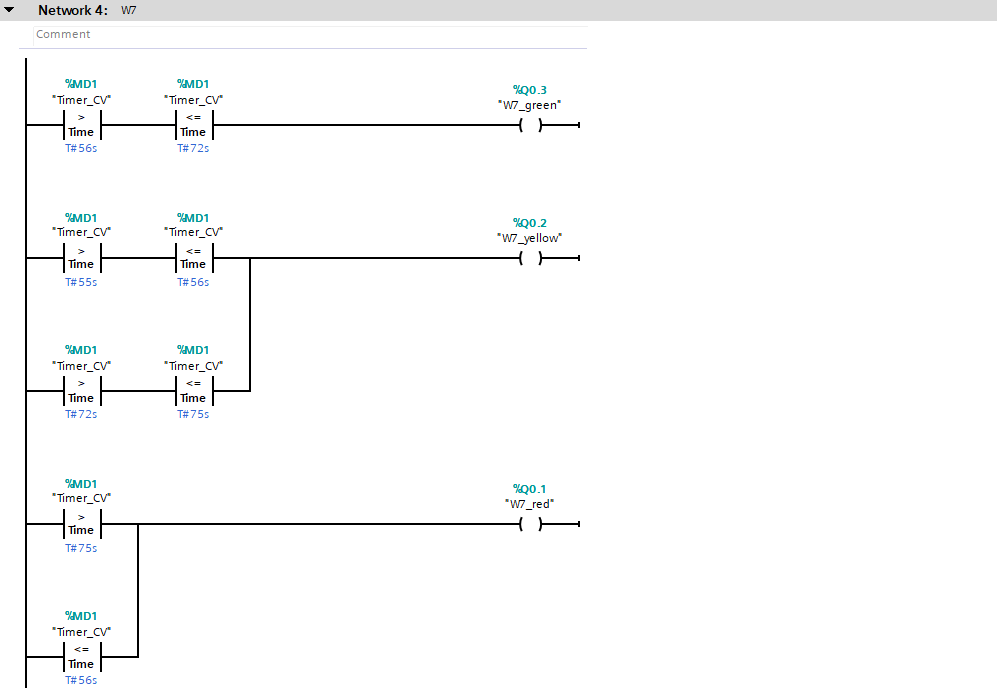 Network 4: W7
Comment
%MD1 %MD1 %Q0.3
"Timer_CV" "Timer_CV" "W7_green"
> <= ( )
Time Time
T#56s T#72s
%MD1 %MD1 %Q0.2
"Timer_CV" "Timer_CV" "W7_yellow"
> <= ( )
Time Time
T#55s T#56s
%MD1 %MD1
"Timer_CV" "Timer_CV"
> <=
Time Time
T#72s T#75s
%MD1 %Q0.1
"Timer_CV" "W7_red"
> ( )
Time
T#75s
%MD1
"Timer_CV"
<=
Time
T#56s